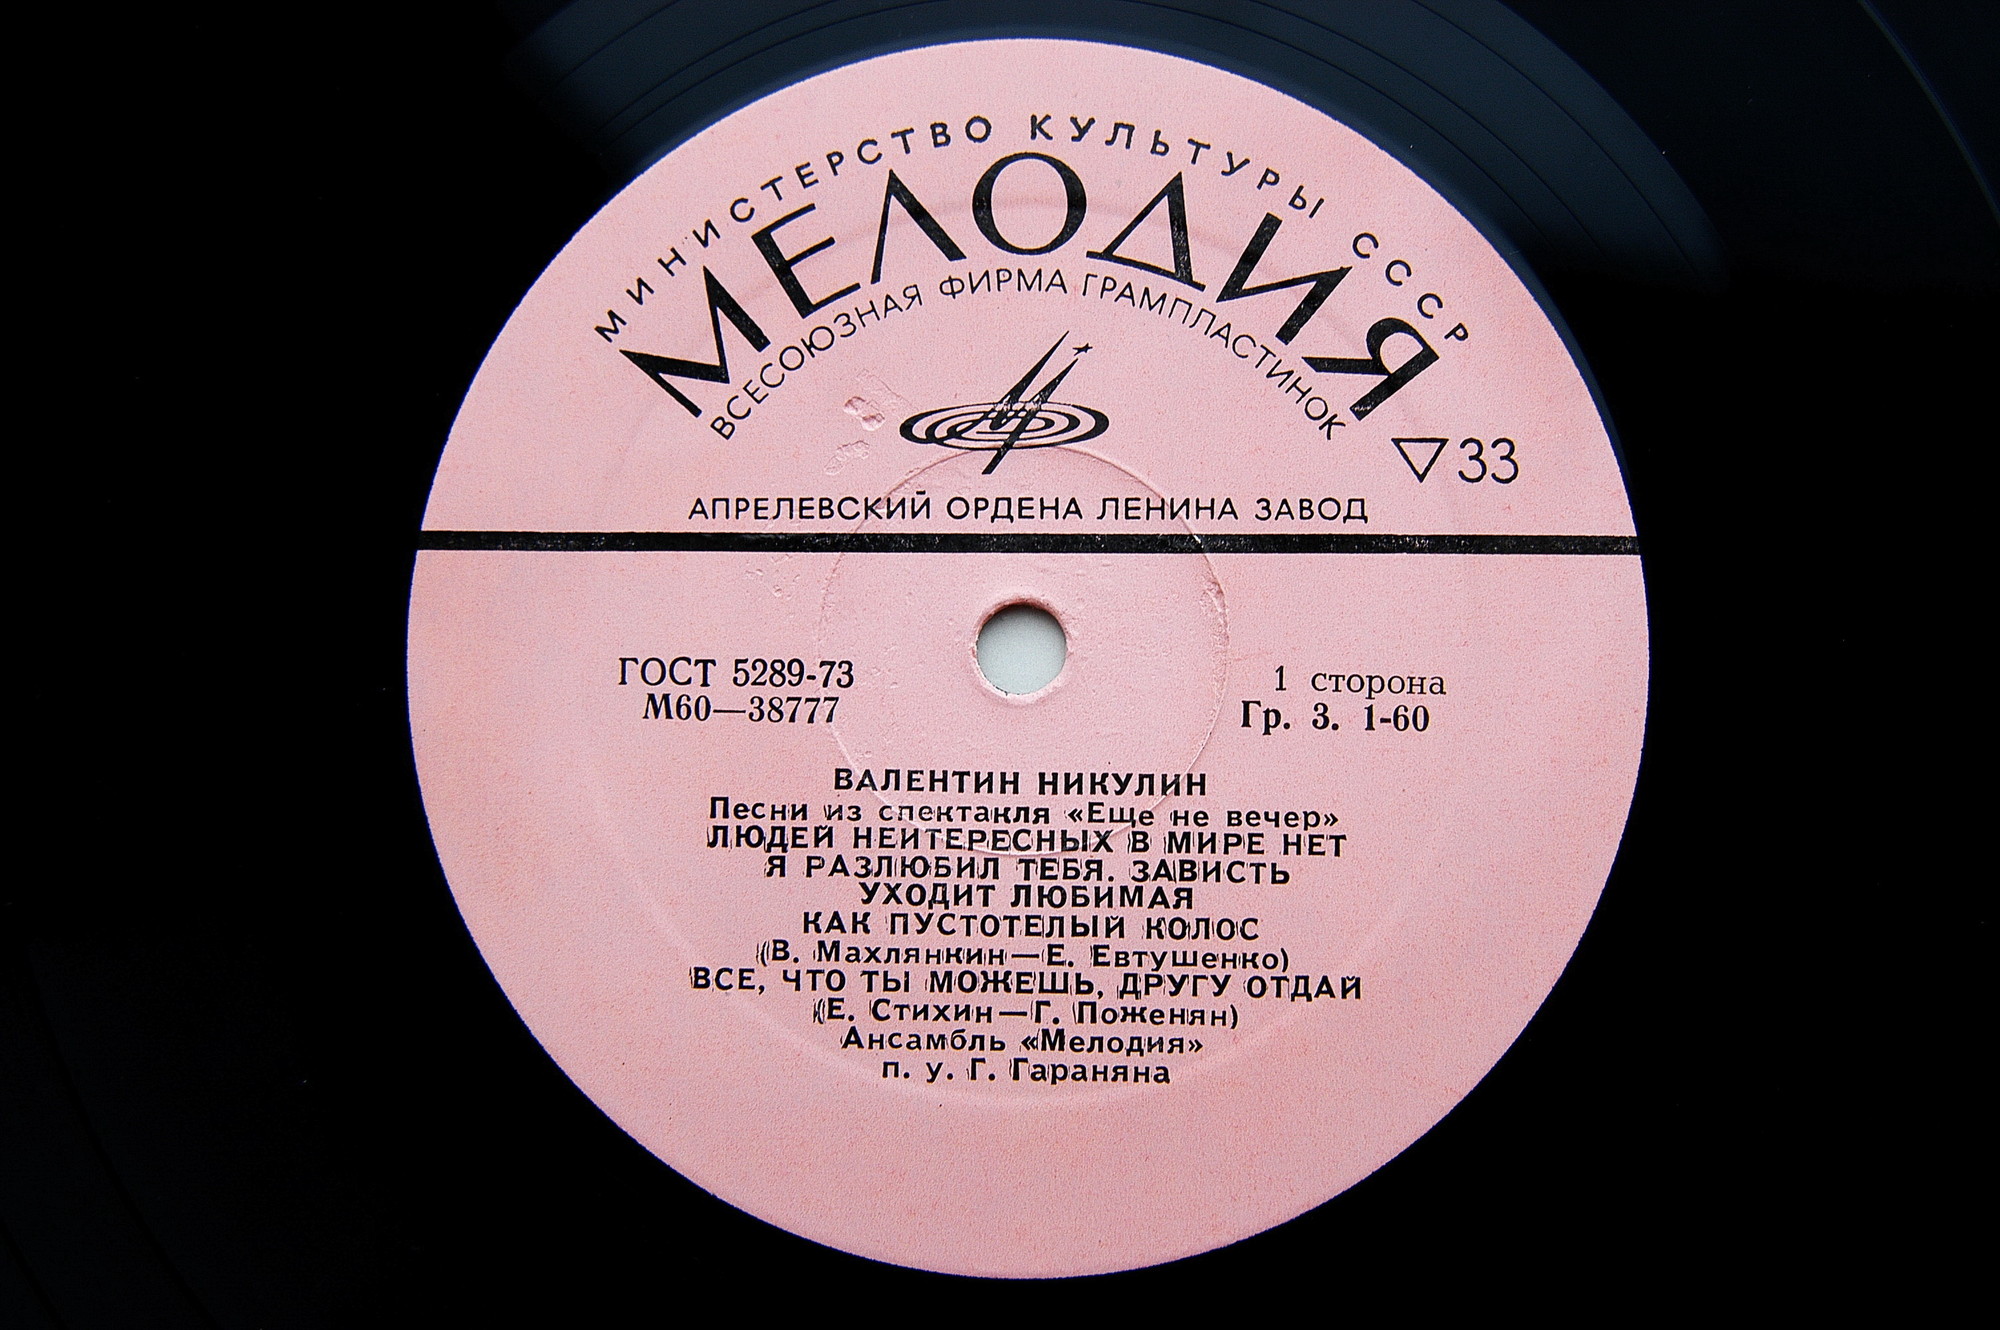 МИНИСТЕРСТВО КУЛЬТУРЫ СССР
МЕЛОДИЯ
ВСЕСОЮЗНАЯ ФИРМА ГРАМПЛАСТИНОК
33
АПРЕЛЕВСКИЙ ОРДЕНА ЛЕНИНА ЗАВОД
ГОСТ 5289-73
М60—38777
1 сторона
Гр. 3. 1-60
ВАЛЕНТИН НИКУЛИН
Песни из спектакля «Еще не вечер»
ЛЮДЕЙ НЕИТЕРЕСНЫХ В МИРЕ НЕТ
Я РАЗЛЮБИЛ ТЕБЯ. ЗАВИСТЬ
УХОДИТ ЛЮБИМАЯ
КАК ПУСТОТЕЛЫЙ КОЛОС
(В. Махлянкин—Е. Евтушенко)
ВСЕ, ЧТО ТЫ МОЖЕШЬ, ДРУГУ ОТДАЙ
(Е. Стихин—Г. Поженян)
Ансамбль «Мелодия»
п. у. Г. Гараняна